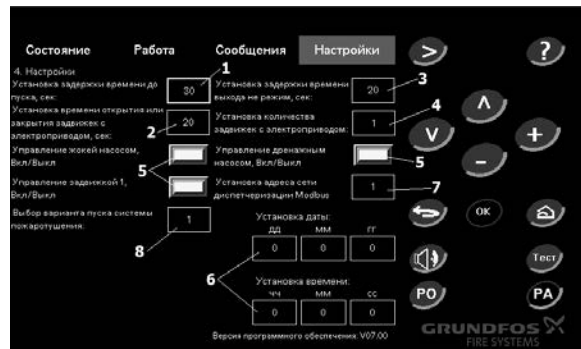 Состояние Работа Сообщения Настройки > ?
4. Настройки
1
Установка задержки времени до
пуска, сек:
30
Установка задержки времени
выхода не режим, сек:
20
3
Установка времени открытия или
закрытия задвижек с
электроприводом, сек:
2
20
Установка количества
задвижек с электроприводом:
1
4
Управление жокей насосом,
Вкл/Выкл
5
Управление дренажным
насосом, Вкл/Выкл
5
Управление задвижкой 1,
Вкл/Выкл
Установка адреса сети
диспетчеризации Modbus
1
7
Выбор варианта пуска системы
пожаротушения:
1
8
Установка даты:
дд мм гг
0 0 0
6
Установка времени:
чч мм сс
0 0 0
Версия программного обеспечения: V07.00
+
-
OK
Тест
PO
PA
GRUNDFOS
FIRE SYSTEMS